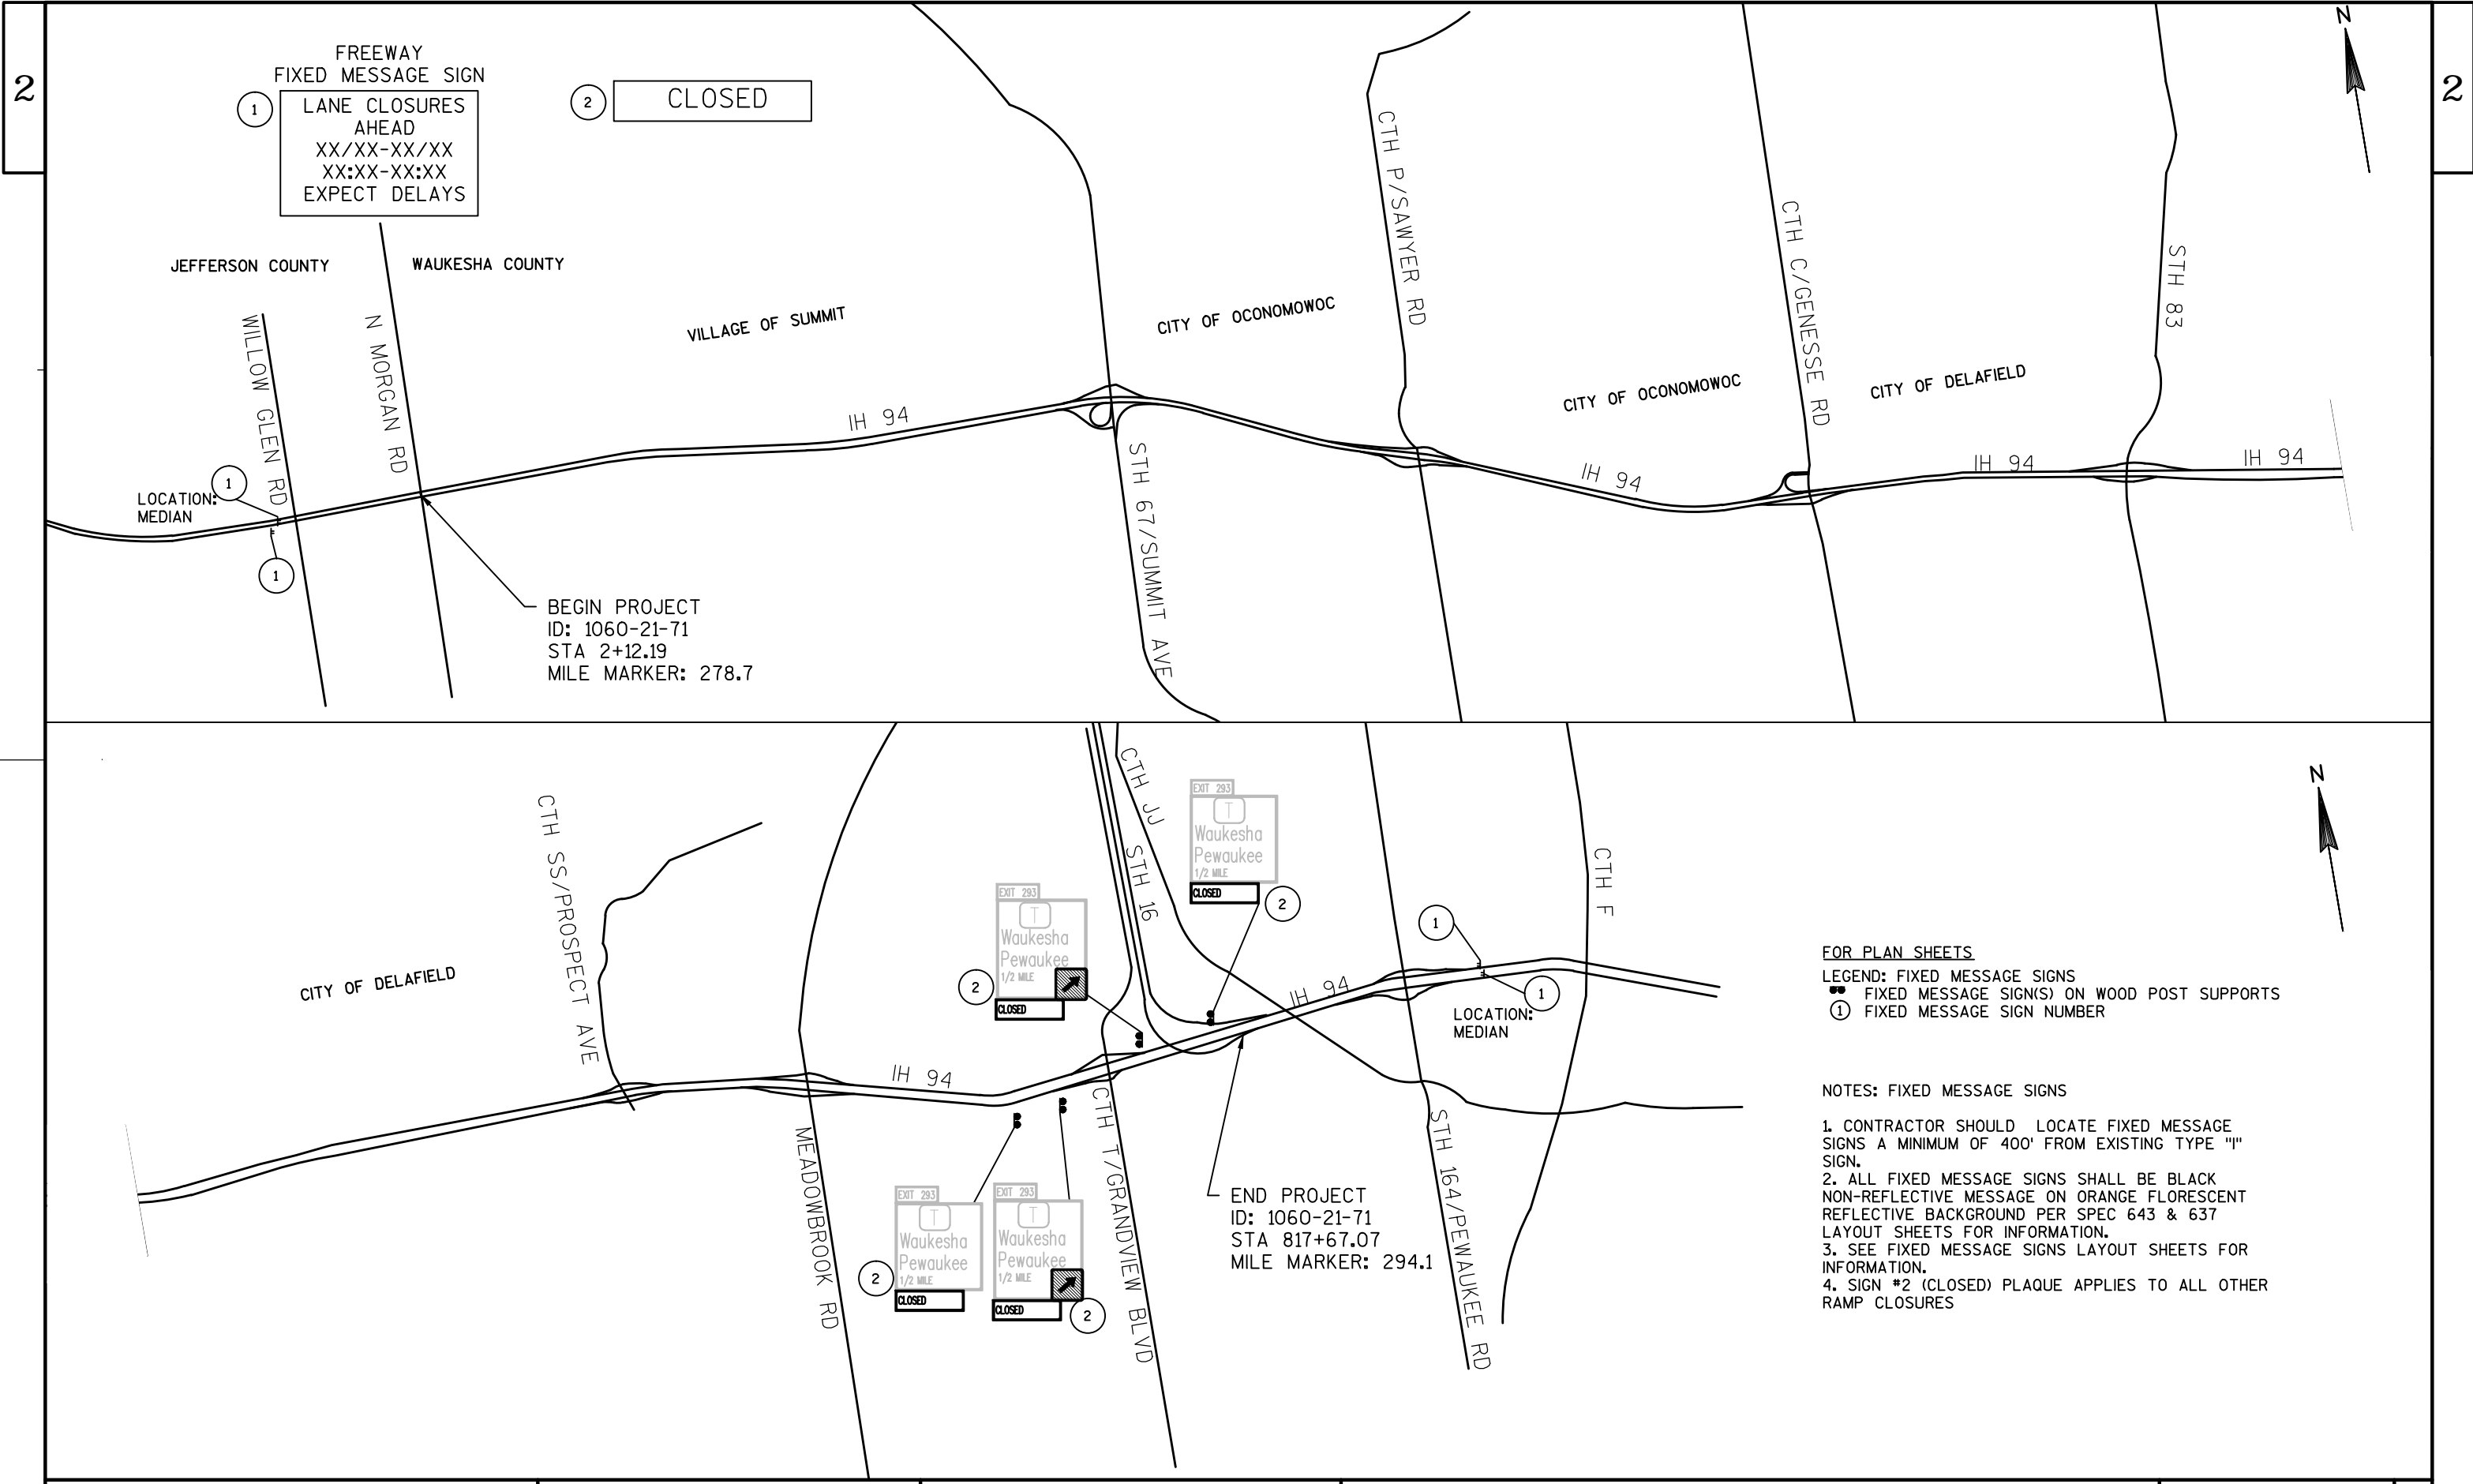 2
2
FREEWAY
FIXED MESSAGE SIGN
1
LANE CLOSURES
AHEAD
XX/XX-XX/XX
XX:XX-XX:XX
EXPECT DELAYS
2
CLOSED
N
JEFFERSON COUNTY
WAUKESHA COUNTY
WILLOW GLEN RD
N MORGAN RD
VILLAGE OF SUMMIT
IH 94
CITY OF OCONOMOWOC
CTH P/SAWYER RD
CTH C/GENESSE RD
STH 83
CITY OF OCONOMOWOC
CITY OF DELAFIELD
STH 67/SUMMIT AVE
IH 94
IH 94
IH 94
LOCATION:
MEDIAN
1
1
BEGIN PROJECT
ID: 1060-21-71
STA 2+12.19
MILE MARKER: 278.7
CTH SS/PROSPECT AVE
CITY OF DELAFIELD
MEADOWBROOK RD
IH 94
CTH JJ
STH 16
EXIT 293
T
Waukesha
Pewaukee
1/2 MILE
CLOSED
2
EXIT 293
T
Waukesha
Pewaukee
1/2 MILE
CLOSED
2
IH 94
1
1
LOCATION:
MEDIAN
CTH F
N
EXIT 293
T
Waukesha
Pewaukee
1/2 MILE
CLOSED
2
EXIT 293
T
Waukesha
Pewaukee
1/2 MILE
CLOSED
2
CTH T/GRANDVIEW BLVD
STH 164/PEWAUKEE RD
END PROJECT
ID: 1060-21-71
STA 817+67.07
MILE MARKER: 294.1
FOR PLAN SHEETS
LEGEND: FIXED MESSAGE SIGNS
FIXED MESSAGE SIGN(S) ON WOOD POST SUPPORTS
1 FIXED MESSAGE SIGN NUMBER
NOTES: FIXED MESSAGE SIGNS
1. CONTRACTOR SHOULD LOCATE FIXED MESSAGE
SIGNS A MINIMUM OF 400' FROM EXISTING TYPE "I"
SIGN.
2. ALL FIXED MESSAGE SIGNS SHALL BE BLACK
NON-REFLECTIVE MESSAGE ON ORANGE FLORESCENT
REFLECTIVE BACKGROUND PER SPEC 643 & 637
LAYOUT SHEETS FOR INFORMATION.
3. SEE FIXED MESSAGE SIGNS LAYOUT SHEETS FOR
INFORMATION.
4. SIGN #2 (CLOSED) PLAQUE APPLIES TO ALL OTHER
RAMP CLOSURES